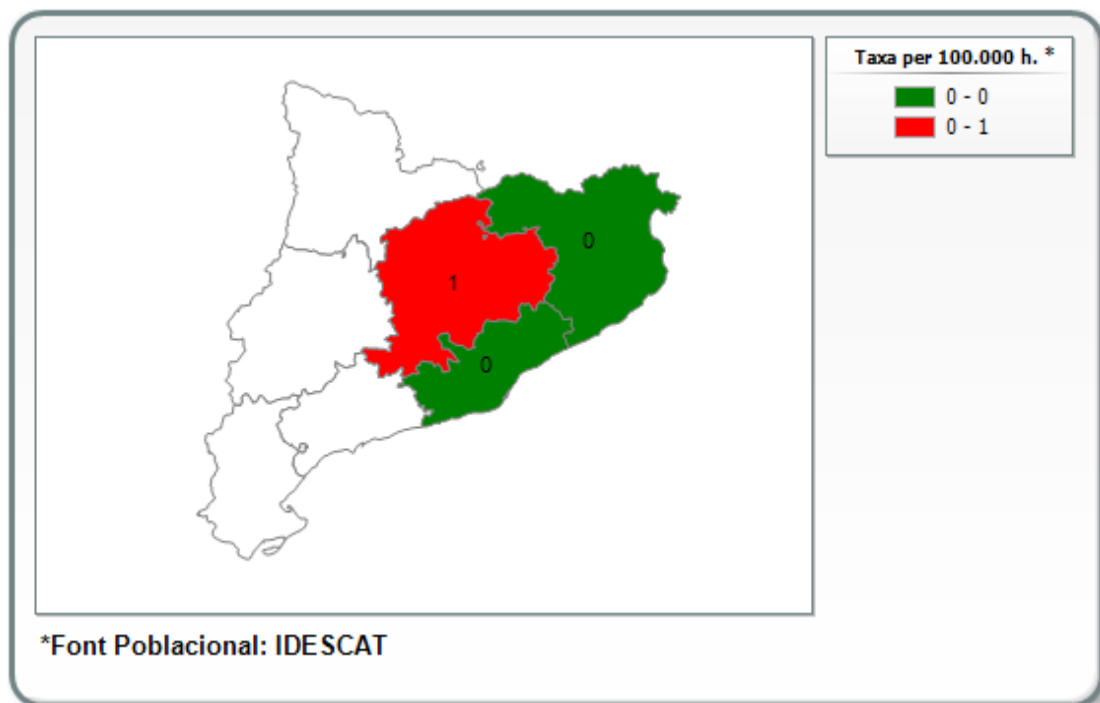 Taxa per 100.000 h. *
0 - 0
0 - 1
0
1
0
*Font Poblacional: IDESCAT